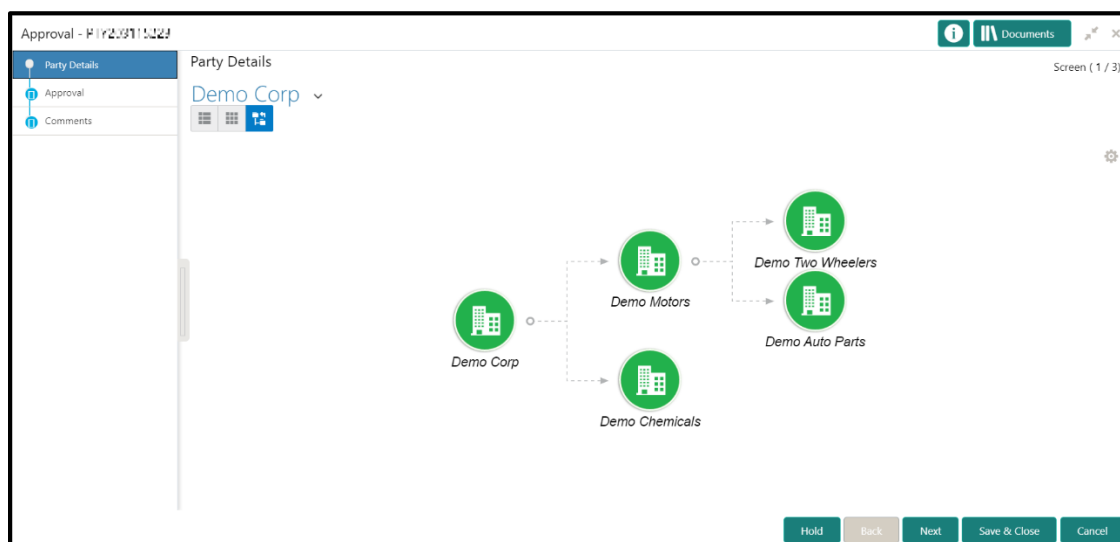 Approval -
Documents
Party Details
Approval
Comments
Party Details
Screen ( 1 / 3)
Demo Corp
Demo Two Wheelers
Demo Motors
Demo Auto Parts
Demo Corp
Demo Chemicals
Hold
Back
Next
Save & Close
Cancel